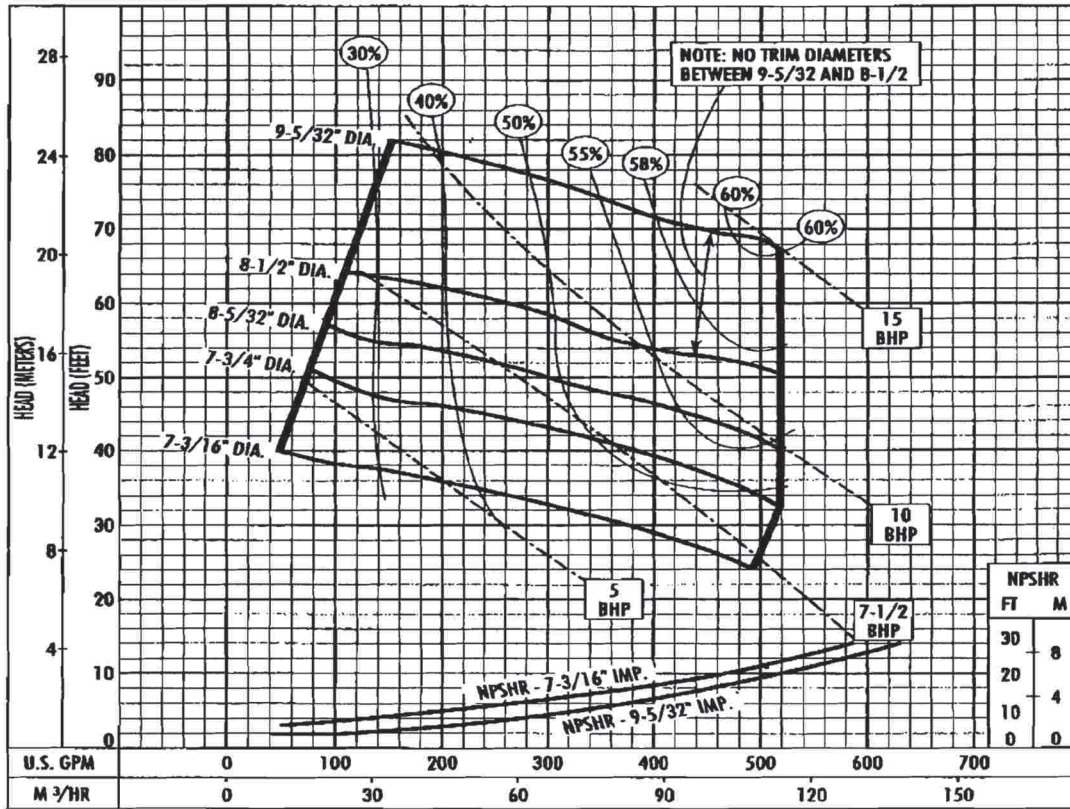 30%
NOTE: NO TRIM DIAMETERS
BETWEEN 9-5/32 AND 8-1/2
28
90
40%
50%
9-5/32" DIA.
80
24
55%
58%
60%
60%
70
20
8-1/2" DIA.
60
15
BHP
8-5/32" DIA.
HEAD (METERS)
HEAD (FEET)
16
7-3/4" DIA.
50
7-3/16" DIA.
12
40
30
10
BHP
8
5
BHP
7-1/2
BHP
20
NPSHR
FT M
30
8
20
4
10
0 0
4
10
NPSHR - 7-3/16" IMP.
NPSHR - 9-5/32" IMP.
0
U.S. GPM 0 100 200 300 400 500 600 700
M³/HR 0 30 60 90 120 150